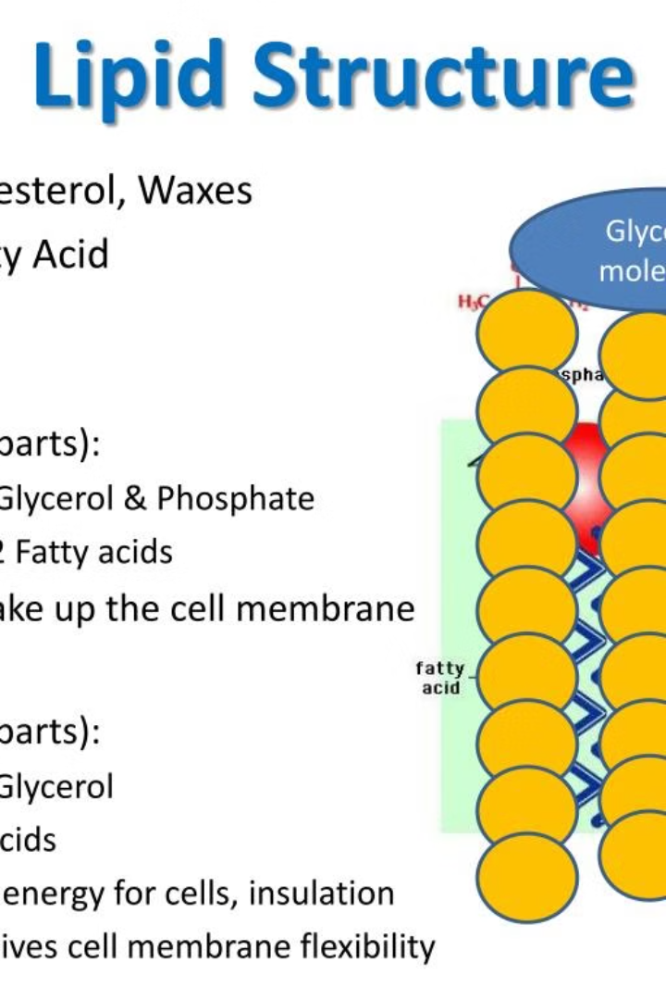 Lipid Structure
esterol, Waxes
ty Acid
parts):
Glycerol & Phosphate
2 Fatty acids
ake up the cell membrane
parts):
Glycerol
cids
energy for cells, insulation
ives cell membrane flexibility
Glyce
mole
H₃C
spha
fatty
acid